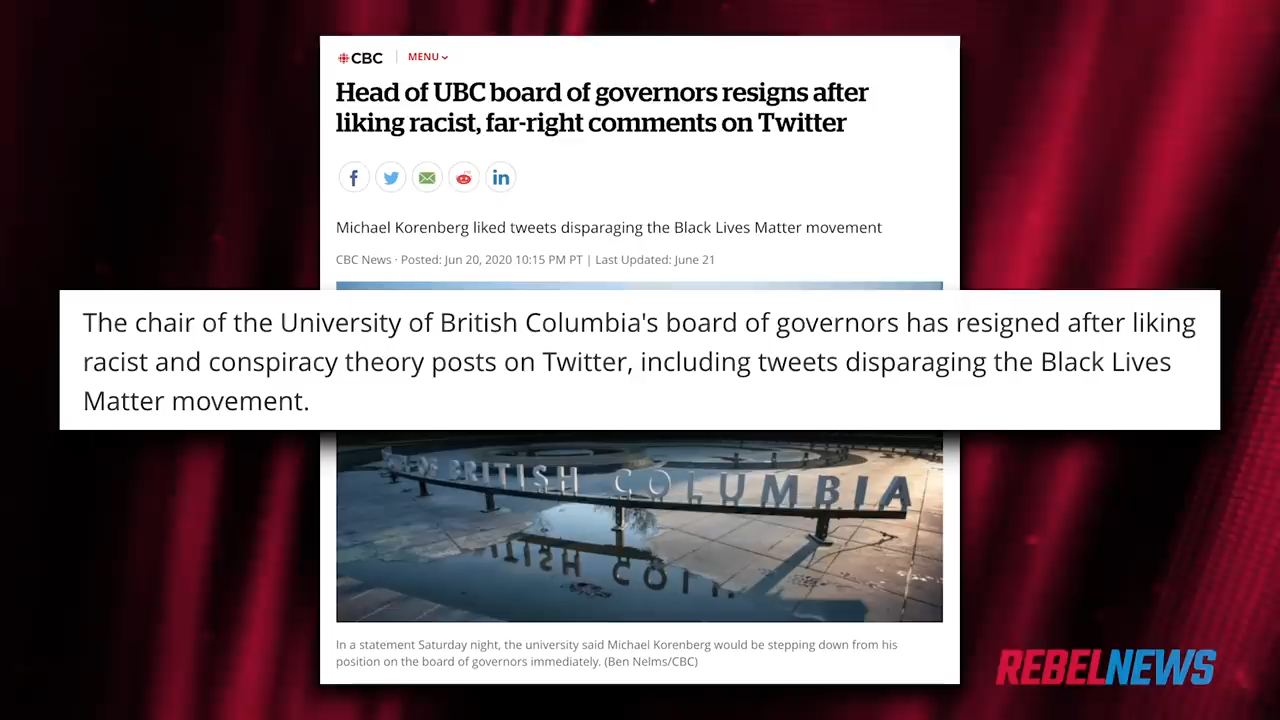 CBC MENU
Head of UBC board of governors resigns after
liking racist, far-right comments on Twitter
Michael Korenberg liked tweets disparaging the Black Lives Matter movement
CBC News · Posted: Jun 20, 2020 10:15 PM PT | Last Updated: June 21
The chair of the University of British Columbia's board of governors has resigned after liking
racist and conspiracy theory posts on Twitter, including tweets disparaging the Black Lives
Matter movement.
BRITISH COLUMBIA
In a statement Saturday night, the university said Michael Korenberg would be stepping down from his
position on the board of governors immediately. (Ben Nelms/CBC)
REBELNEWS